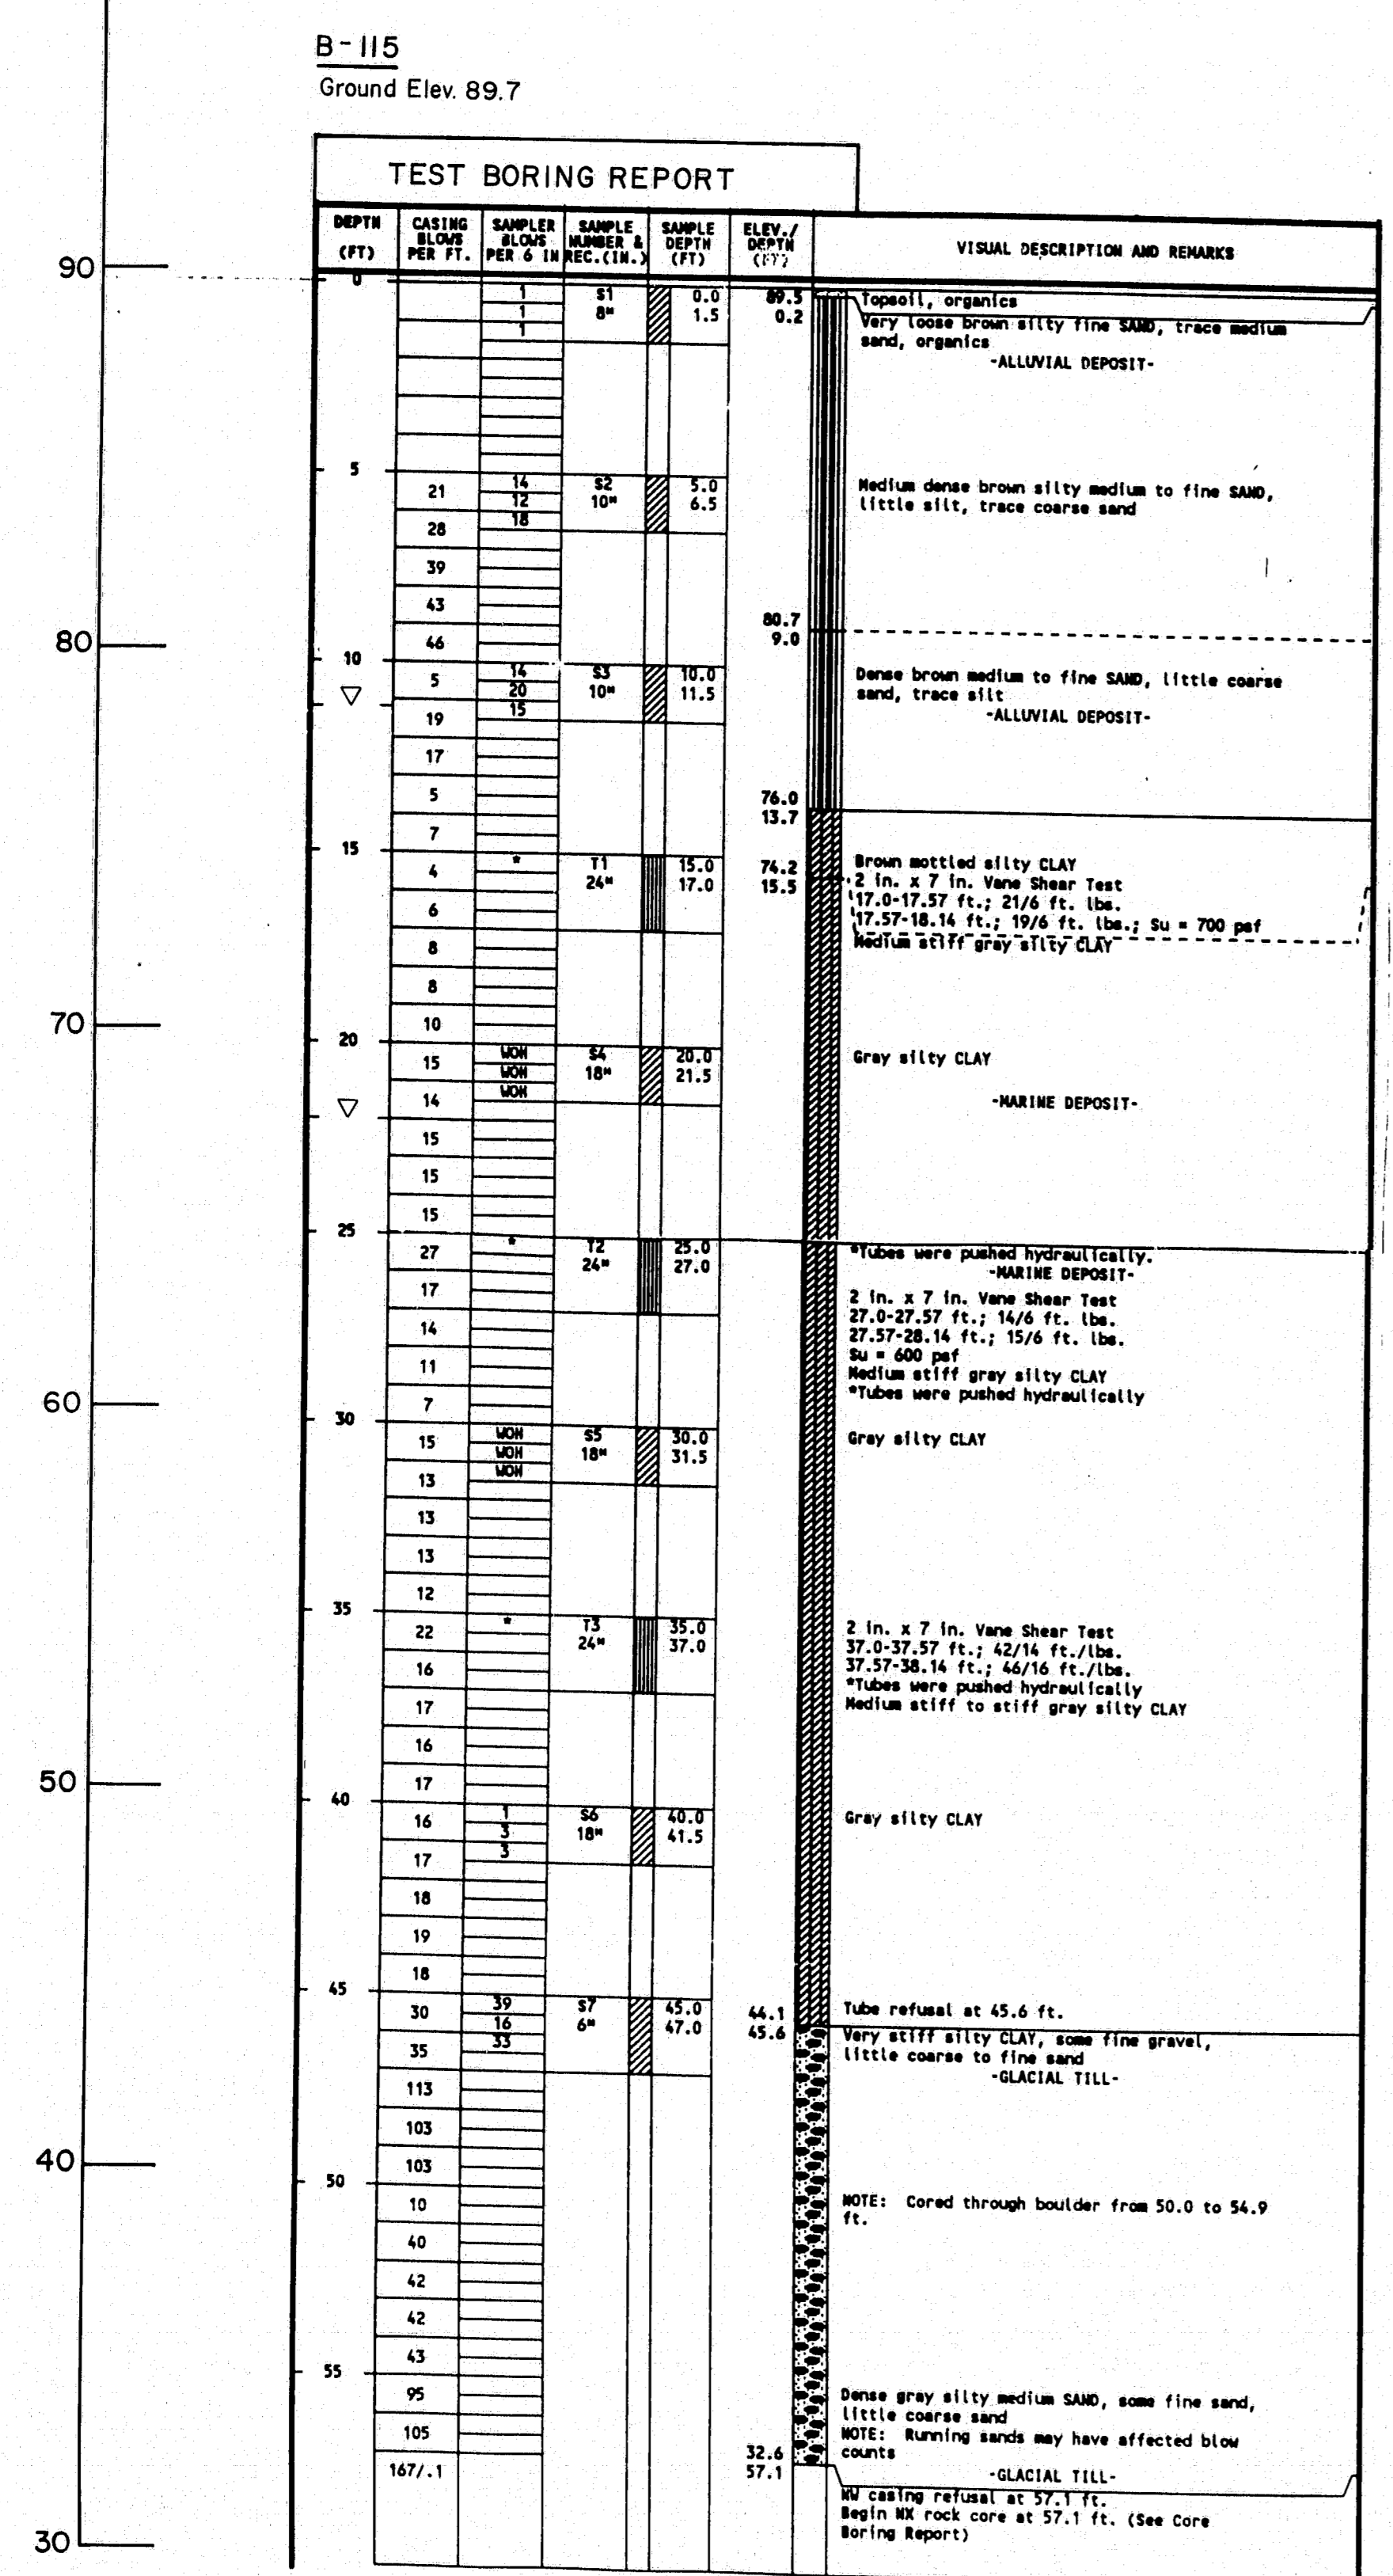 B-115
Ground Elev. 89.7
TEST BORING REPORT
DEPTH (FT) CASING BLOWS PER FT. SAMPLER BLOWS PER 6 IN SAMPLE NUMBER & REC.(IN.) SAMPLE DEPTH (FT) ELEV./ DEPTH (FT) VISUAL DESCRIPTION AND REMARKS
90
0
1 S1 0.0 89.5 Topsoil, organics
1 8" 1.5 0.2 Very loose brown silty fine SAND, trace medium
1 sand, organics
-ALLUVIAL DEPOSIT-
5
21 14 S2 5.0 Medium dense brown silty medium to fine SAND,
12 10" 6.5 little silt, trace coarse sand
28 18
39
43
80.7
80 46 9.0
10
5 14 S3 10.0 Dense brown medium to fine SAND, little coarse
20 10" 11.5 sand, trace silt
19 15 -ALLUVIAL DEPOSIT-
17
5 76.0
13.7
7
15
4 * T1 15.0 74.2 Brown mottled silty CLAY
24" 17.0 15.5 2 in. x 7 in. Vane Shear Test
6 17.0-17.57 ft.; 21/6 ft. lbs.
17.57-18.14 ft.; 19/6 ft. lbs.; Su = 700 psf
8 Medium stiff gray silty CLAY
8
70 10
20
15 WOH S4 20.0 Gray silty CLAY
WOH 18" 21.5
14 WOH -MARINE DEPOSIT-
15
15
15
25
27 * T2 25.0 *Tubes were pushed hydraulically.
24" 27.0 -MARINE DEPOSIT-
17 2 in. x 7 in. Vane Shear Test
27.0-27.57 ft.; 14/6 ft. lbs.
14 27.57-28.14 ft.; 15/6 ft. lbs.
Su = 600 psf
11 Medium stiff gray silty CLAY
60 7 *Tubes were pushed hydraulically
30
15 WOH S5 30.0 Gray silty CLAY
WOH 18" 31.5
13 WOH
13
13
12
35
22 * T3 35.0 2 in. x 7 in. Vane Shear Test
24" 37.0 37.0-37.57 ft.; 42/14 ft./lbs.
16 37.57-38.14 ft.; 46/16 ft./lbs.
*Tubes were pushed hydraulically
17 Medium stiff to stiff gray silty CLAY
16
50 17
40
16 1 S6 40.0 Gray silty CLAY
3 18" 41.5
17 3
18
19
18
45
30 39 S7 45.0 44.1 Tube refusal at 45.6 ft.
16 6" 47.0 45.6 Very stiff silty CLAY, some fine gravel,
35 33 little coarse to fine sand
-GLACIAL TILL-
113
103
40 103
50
10 NOTE: Cored through boulder from 50.0 to 54.9
ft.
40
42
42
43
55
95 Dense gray silty medium SAND, some fine sand,
little coarse sand
105 NOTE: Running sands may have affected blow
32.6 counts
167/.1 57.1 -GLACIAL TILL-
NW casing refusal at 57.1 ft.
Begin NX rock core at 57.1 ft. (See Core
30 Boring Report)